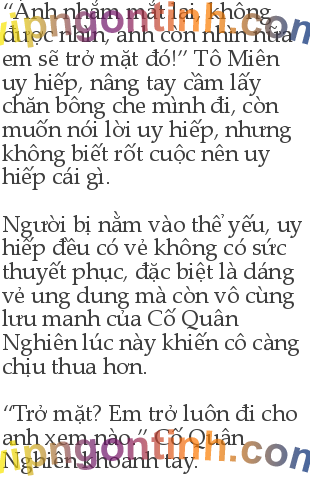 “Anh nhắm mắt lại, không
được nhìn, anh còn nhìn nữa
em sẽ trở mặt đó!” Tô Miên
uy hiếp, nâng tay cầm lấy
chăn bông che mình đi, còn
muốn nói lời uy hiếp, nhưng
không biết rốt cuộc nên uy
hiếp cái gì.
Người bị nằm vào thể yếu, uy
hiếp đều có vẻ không có sức
thuyết phục, đặc biệt là dáng
vẻ ung dung mà còn vô cùng
lưu manh của Cố Quân
Nghiên lúc này khiến cô càng
chịu thua hơn.
“Trở mặt? Em trở luôn đi cho
anh xem nào.” Cố Quân
Nghiên khoanh tay.
vipngontinh.com
vipngontinh.com